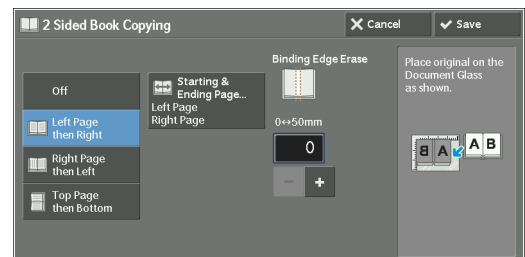 2 Sided Book Copying
Cancel
Save
Off
Left Page
then Right
Right Page
then Left
Top Page
then Bottom
Starting &
Ending Page...
Left Page
Right Page
Binding Edge Erase
0↔50mm
0
−
+
Place original on the
Document Glass
as shown.
B A
A B